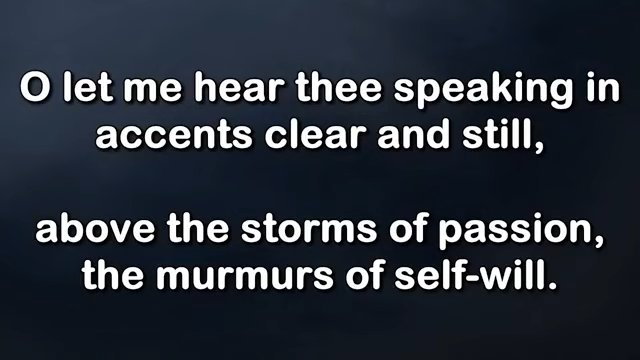 O let me hear thee speaking in
accents clear and still,
above the storms of passion,
the murmurs of self-will.